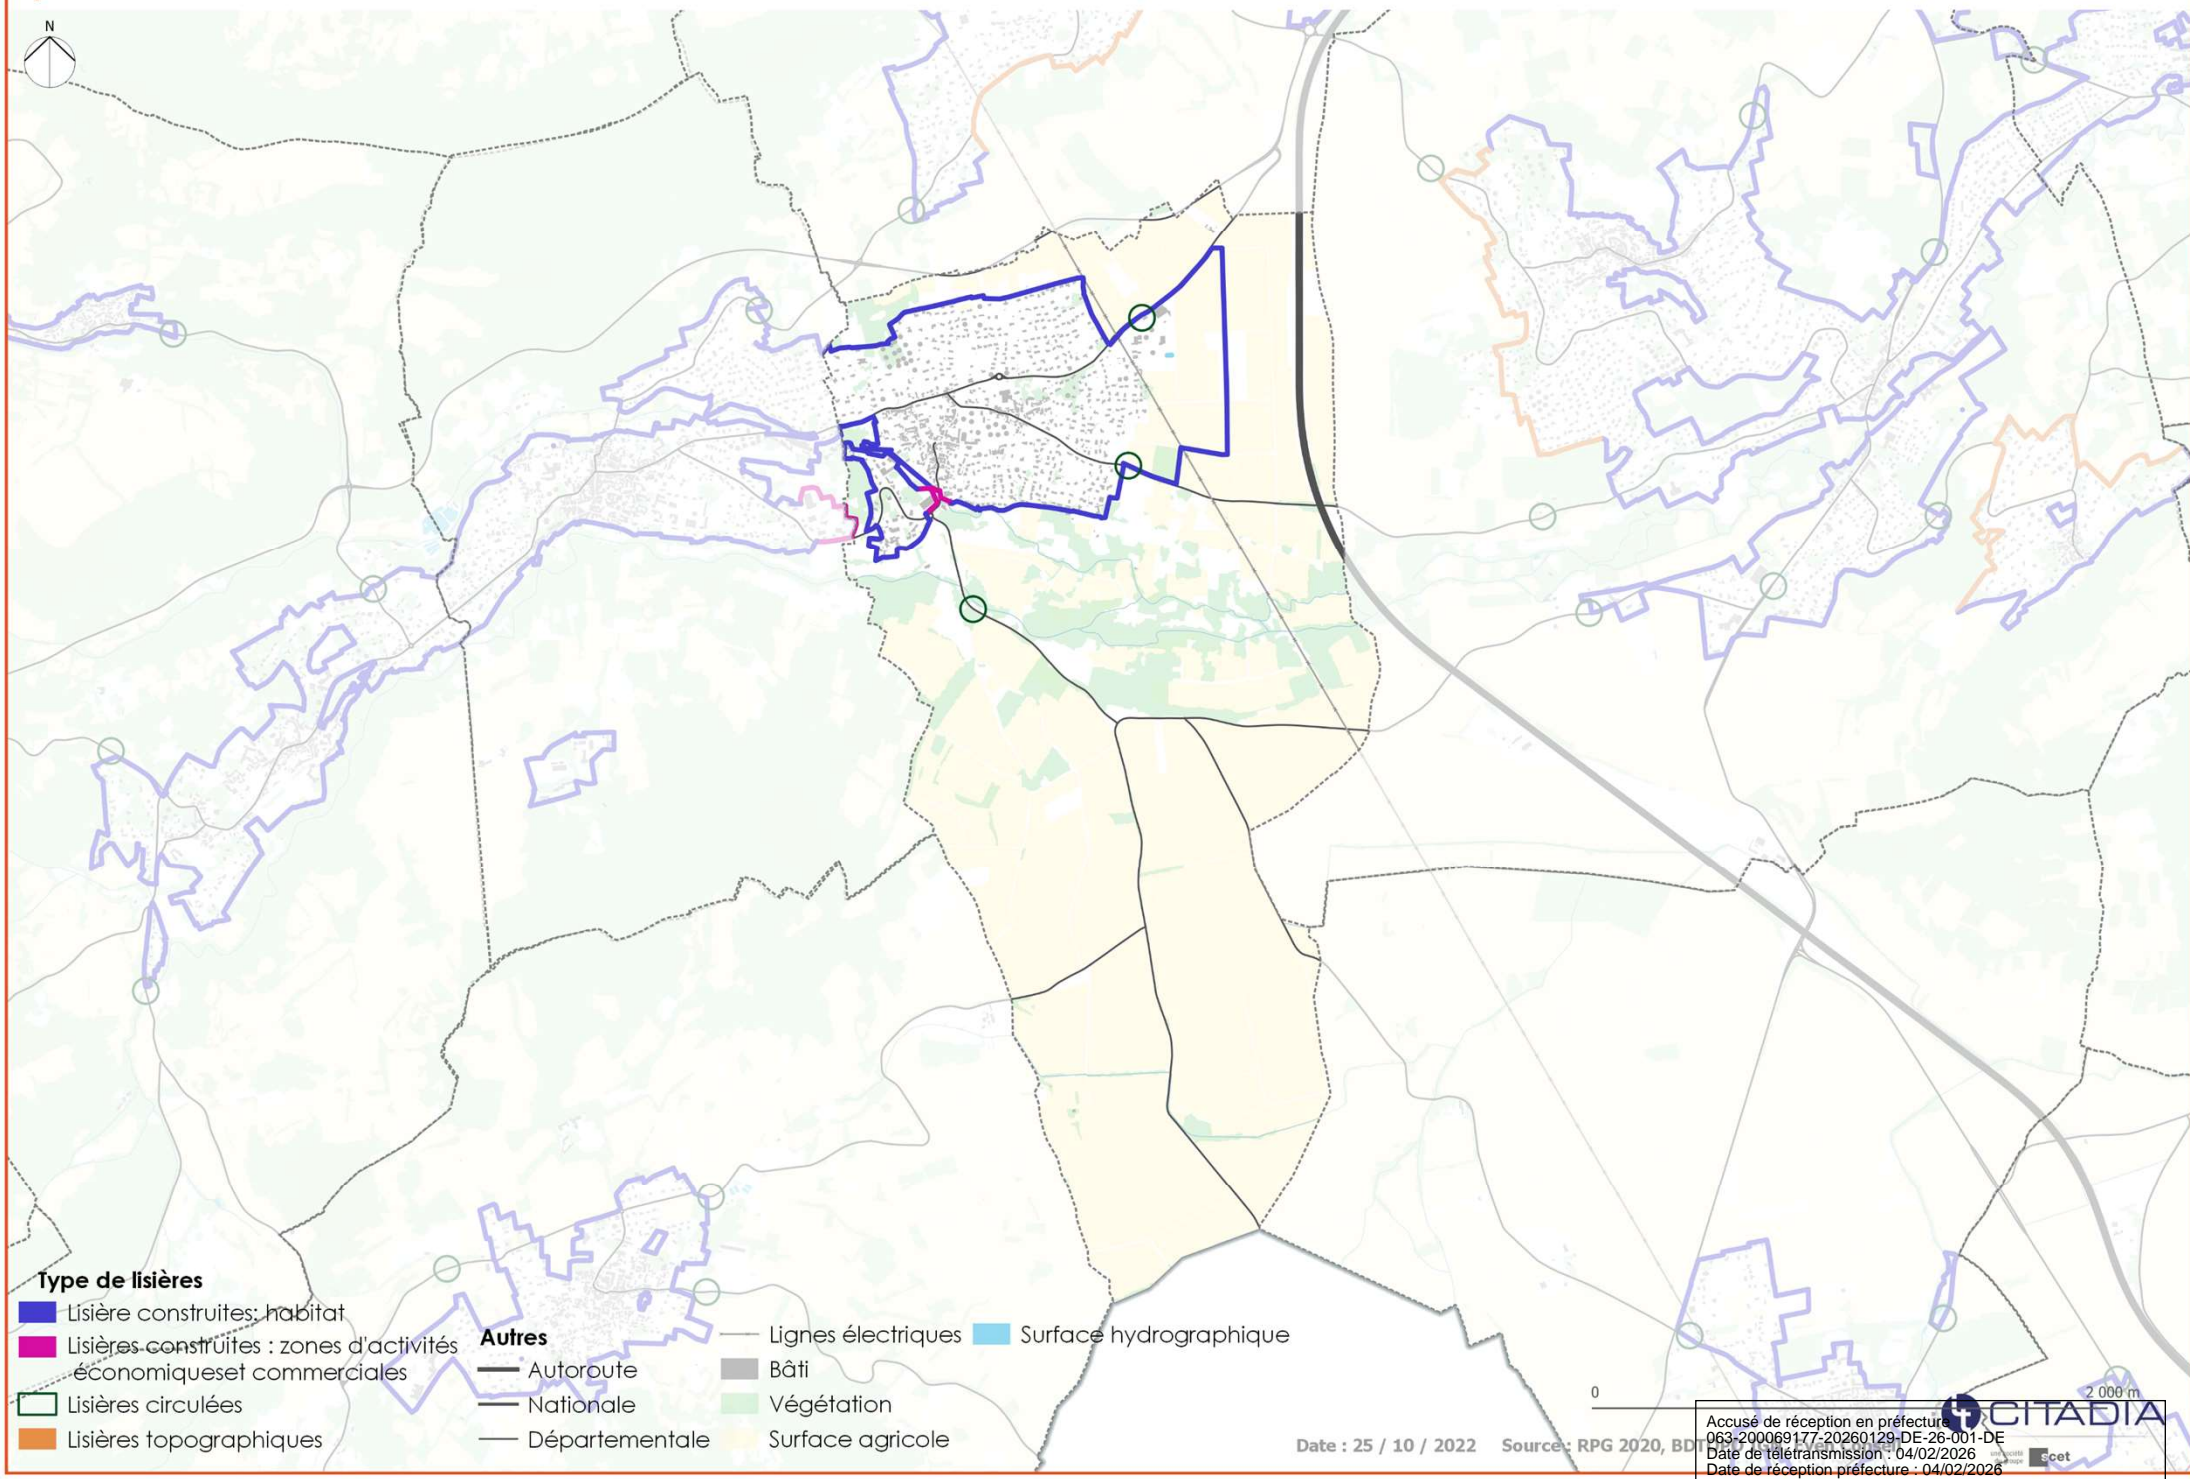 N
Type de lisières
Lisière construites: habitat
Lisières construites : zones d'activités
économiqueset commerciales
Lisières circulées
Lisières topographiques
Autres
Autoroute
Nationale
Départementale
Lignes électriques
Bâti
Végétation
Surface agricole
Surface hydrographique
0 2 000 m
Date : 25 / 10 / 2022 Source : RPG 2020, Even Conseil
CITADIA
scet
Accusé de réception en préfecture
063-200069177-20260129-DE-26-001-DE
Date de télétransmission : 04/02/2026
Date de réception préfecture : 04/02/2026